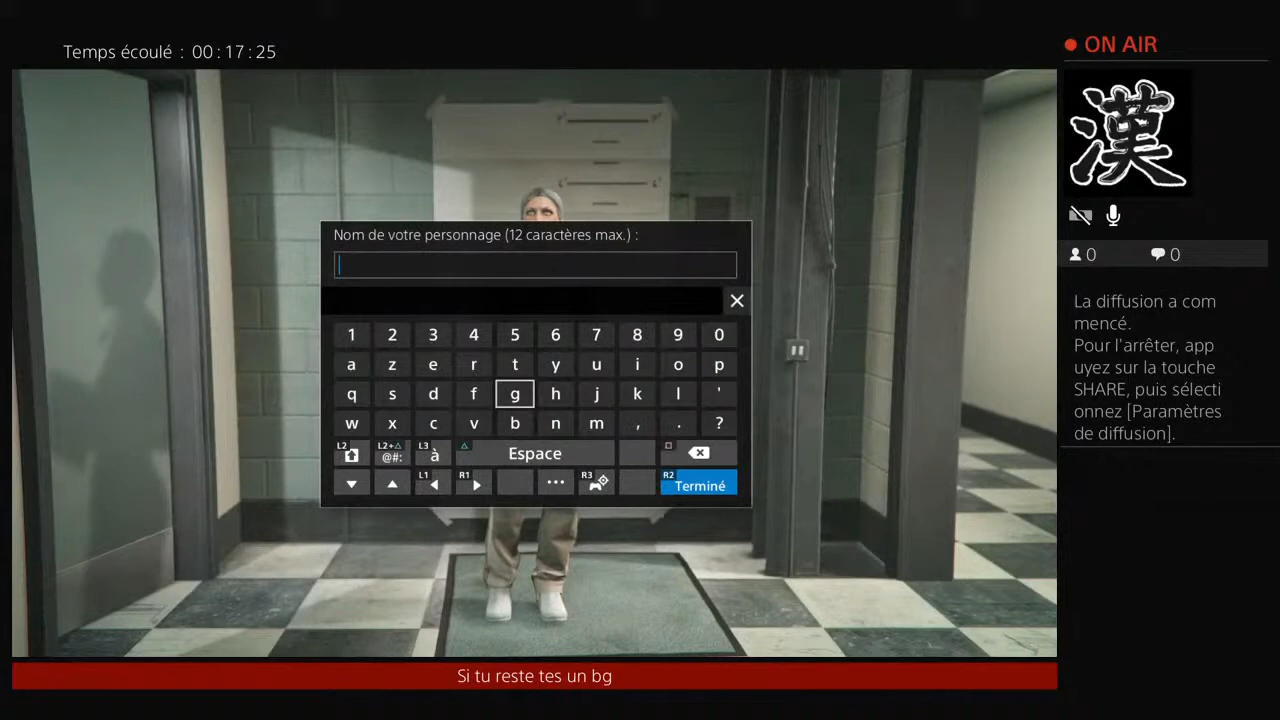 Temps écoulé : 00:17:25
ON AIR
漢
0 0
La diffusion a com
mencé.
Pour l'arrêter, app
uyez sur la touche
SHARE, puis sélecti
onnez [Paramètres
de diffusion].
Nom de votre personnage (12 caractères max.) :
1 2 3 4 5 6 7 8 9 0
a z e r t y u i o p
q s d f g h j k l '
w x c v b n m , . ?
L2 L2+△ @#: L3 à △ Espace □
L1 R1 ... R3 R2 Terminé
Si tu reste tes un bg